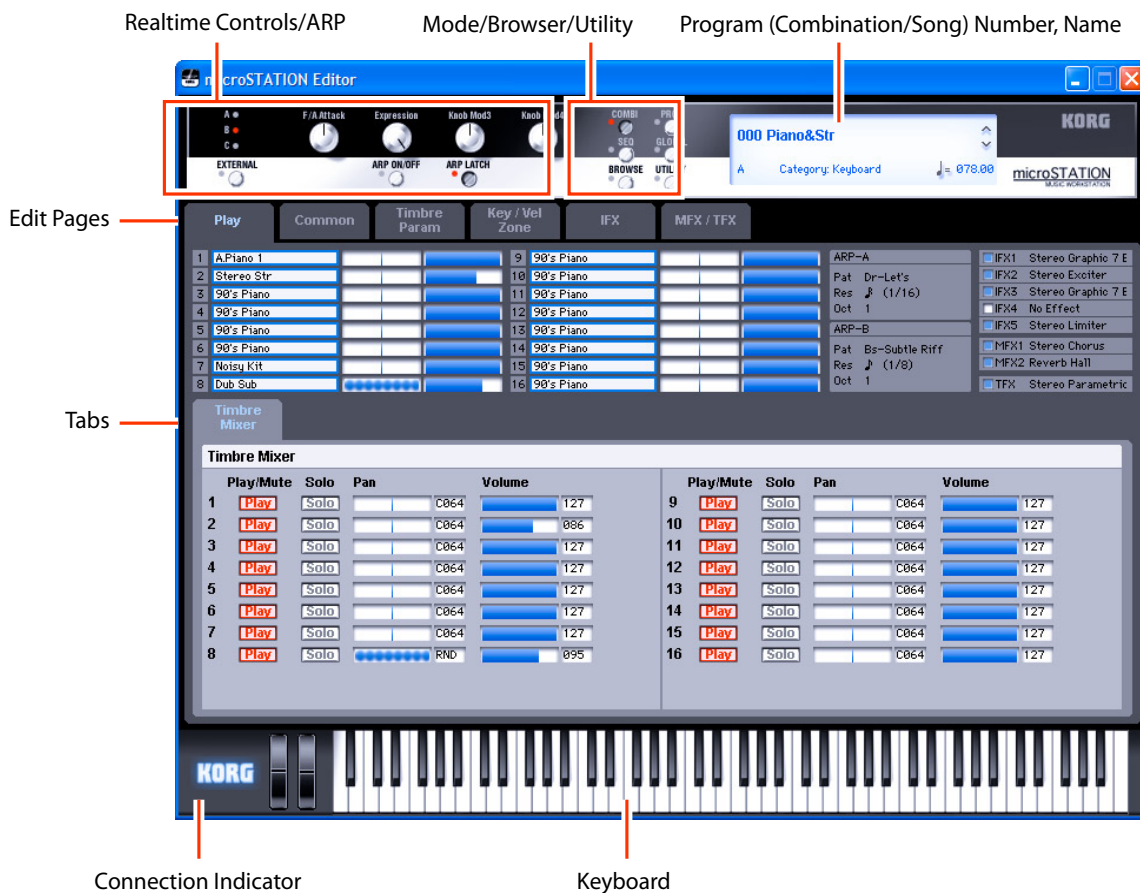 Realtime Controls/ARP
Mode/Browser/Utility
Program (Combination/Song) Number, Name
microSTATION Editor
A
B
C
F/A Attack
Expression
Knob Mod3
COMBI
SEQ
EXTERNAL
ARP ON/OFF
ARP LATCH
BROWSE
000 Piano&Str
A Category: Keyboard ♩= 078.00
KORG
microSTATION
MUSIC WORKSTATION
Edit Pages
Play
Common
Timbre
Param
Key / Vel
Zone
IFX
MFX / TFX
1 A.Piano 1
2 Stereo Str
3 90's Piano
4 90's Piano
5 90's Piano
6 90's Piano
7 Noisy Kit
8 Dub Sub
9 90's Piano
10 90's Piano
11 90's Piano
12 90's Piano
13 90's Piano
14 90's Piano
15 90's Piano
16 90's Piano
ARP-A
Pat Dr-Let's
Res ♪ (1/16)
Oct 1
ARP-B
Pat Bs-Subtle Riff
Res ♪ (1/8)
Oct 1
IFX1 Stereo Graphic 7 E
IFX2 Stereo Exciter
IFX3 Stereo Graphic 7 E
IFX4 No Effect
IFX5 Stereo Limiter
MFX1 Stereo Chorus
MFX2 Reverb Hall
TFX Stereo Parametric
Tabs
Timbre
Mixer
Timbre Mixer
Play/Mute Solo Pan Volume
1 Play Solo C064 127
2 Play Solo C064 086
3 Play Solo C064 127
4 Play Solo C064 127
5 Play Solo C064 127
6 Play Solo C064 127
7 Play Solo C064 127
8 Play Solo RND 095
Play/Mute Solo Pan Volume
9 Play Solo C064 127
10 Play Solo C064 127
11 Play Solo C064 127
12 Play Solo C064 127
13 Play Solo C064 127
14 Play Solo C064 127
15 Play Solo C064 127
16 Play Solo C064 127
KORG
Connection Indicator
Keyboard